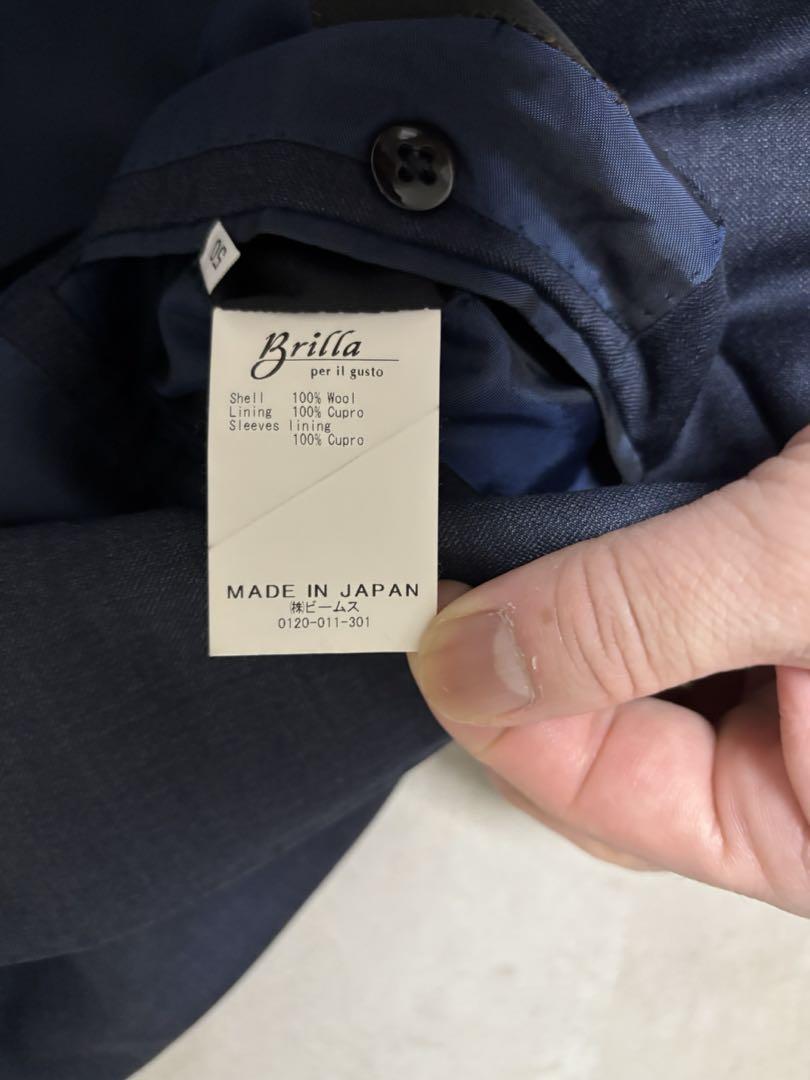 50
Brilla
per il gusto
Shell 100% Wool
Lining 100% Cupro
Sleeves lining
100% Cupro
MADE IN JAPAN
㈱ビームス
0120-011-301